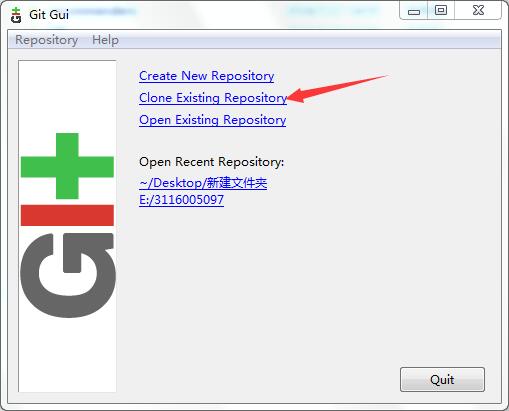 Git Gui
Repository Help
Create New Repository
Clone Existing Repository
Open Existing Repository
Open Recent Repository:
~/Desktop/新建文件夹
E:/3116005097
GIt
Quit